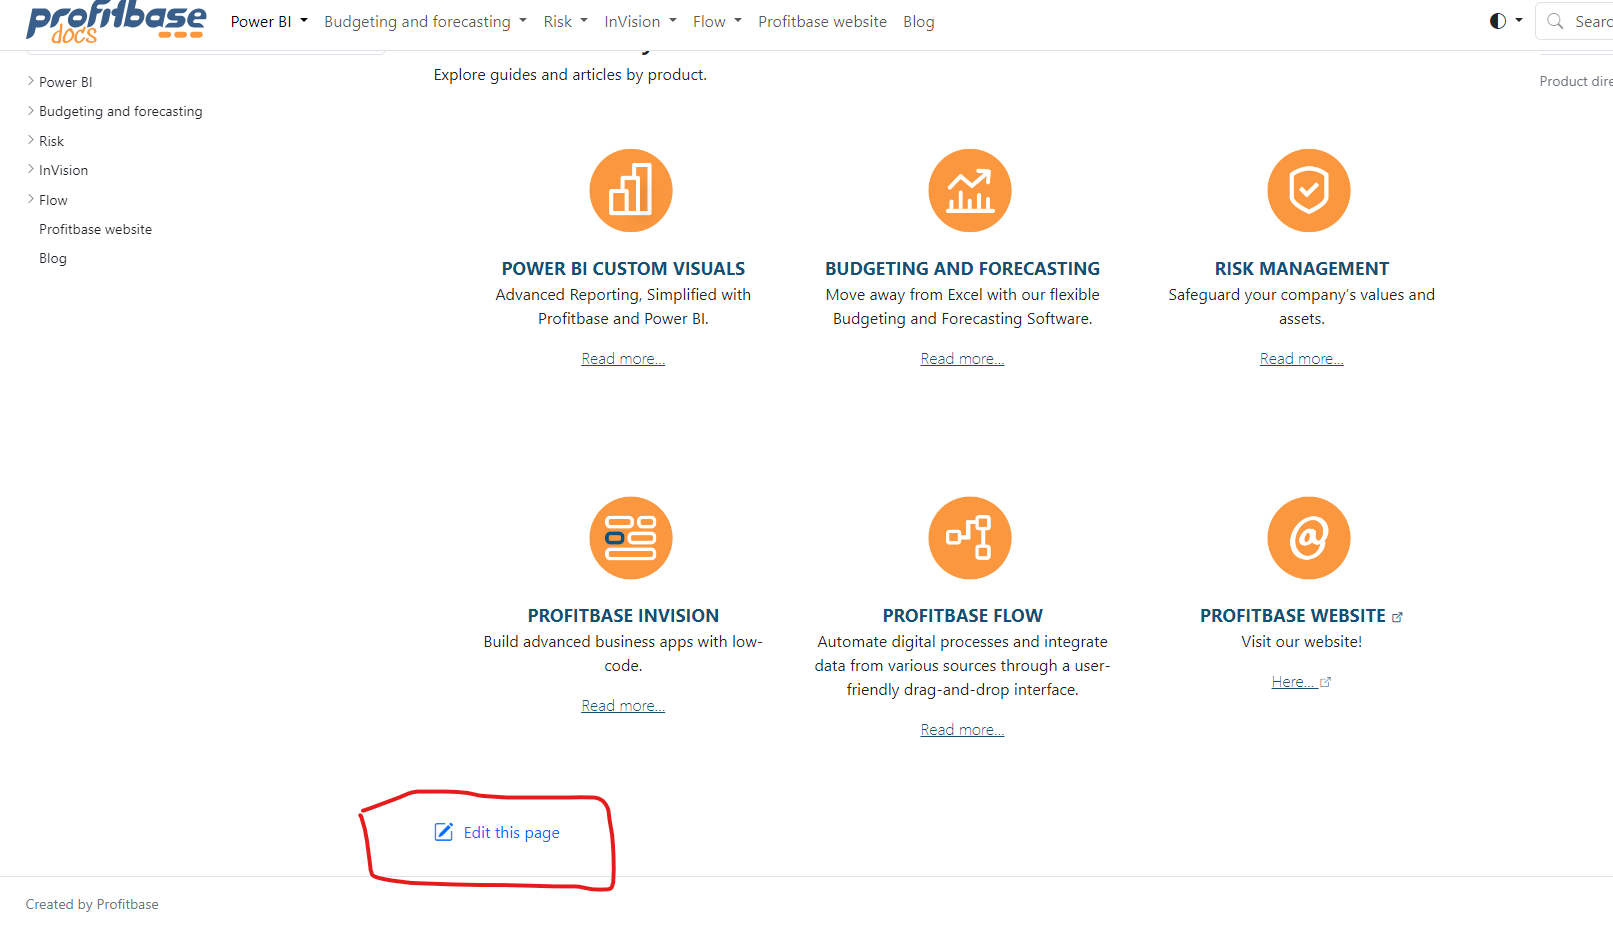 profitbase
docs
Power BI
Budgeting and forecasting
Risk
InVision
Flow
Profitbase website
Blog
Searc
Power BI
Budgeting and forecasting
Risk
InVision
Flow
Profitbase website
Blog
Explore guides and articles by product.
Product dire
POWER BI CUSTOM VISUALS
Advanced Reporting, Simplified with
Profitbase and Power BI.
Read more...
BUDGETING AND FORECASTING
Move away from Excel with our flexible
Budgeting and Forecasting Software.
Read more...
RISK MANAGEMENT
Safeguard your company's values and
assets.
Read more...
PROFITBASE INVISION
Build advanced business apps with low-
code.
Read more...
PROFITBASE FLOW
Automate digital processes and integrate
data from various sources through a user-
friendly drag-and-drop interface.
Read more...
@
PROFITBASE WEBSITE
Visit our website!
Here...
Edit this page
Created by Profitbase